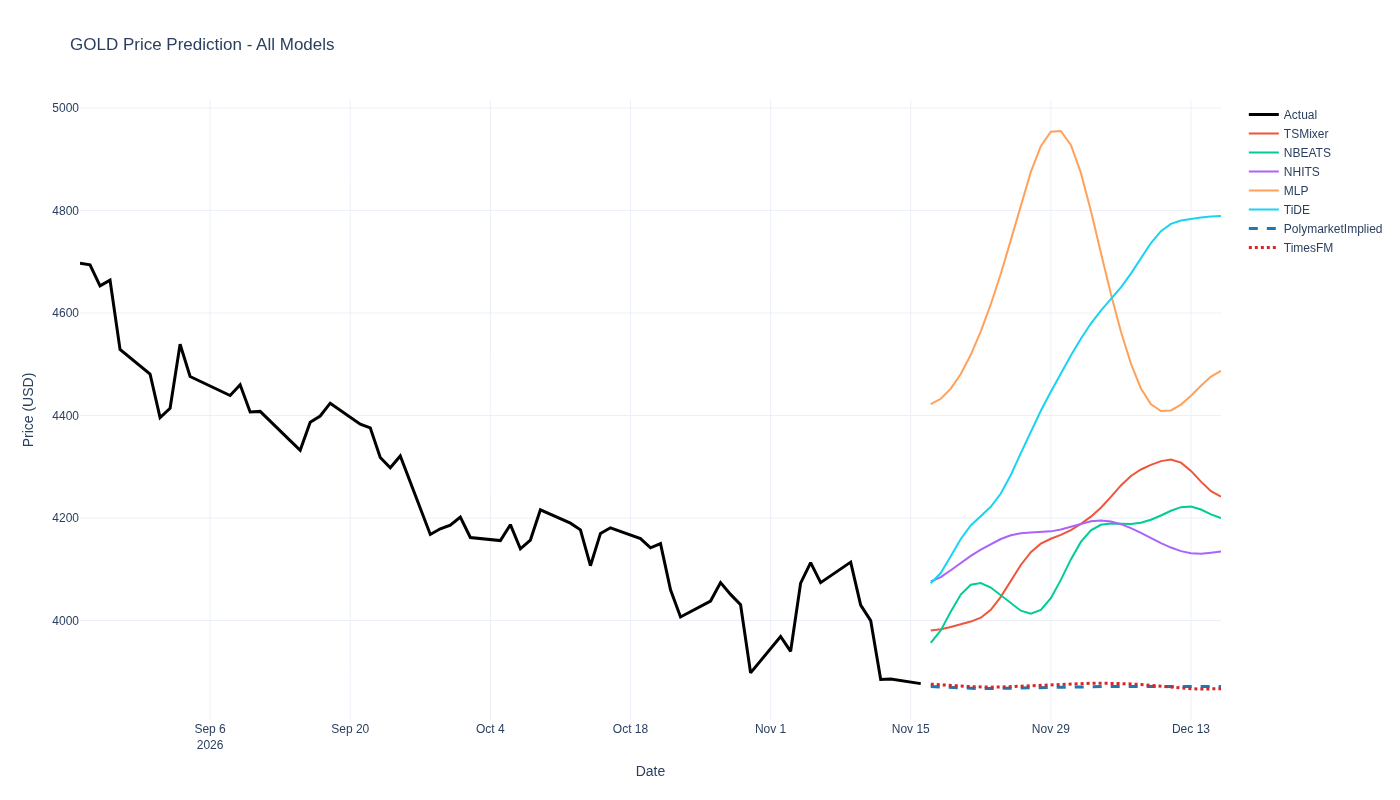 GOLD Price Prediction - All Models
5000
4800
4600
4400
4200
4000
Price (USD)
Sep 6
2026
Sep 20
Oct 4
Oct 18
Nov 1
Nov 15
Nov 29
Dec 13
Date
Actual
TSMixer
NBEATS
NHITS
MLP
TiDE
PolymarketImplied
TimesFM